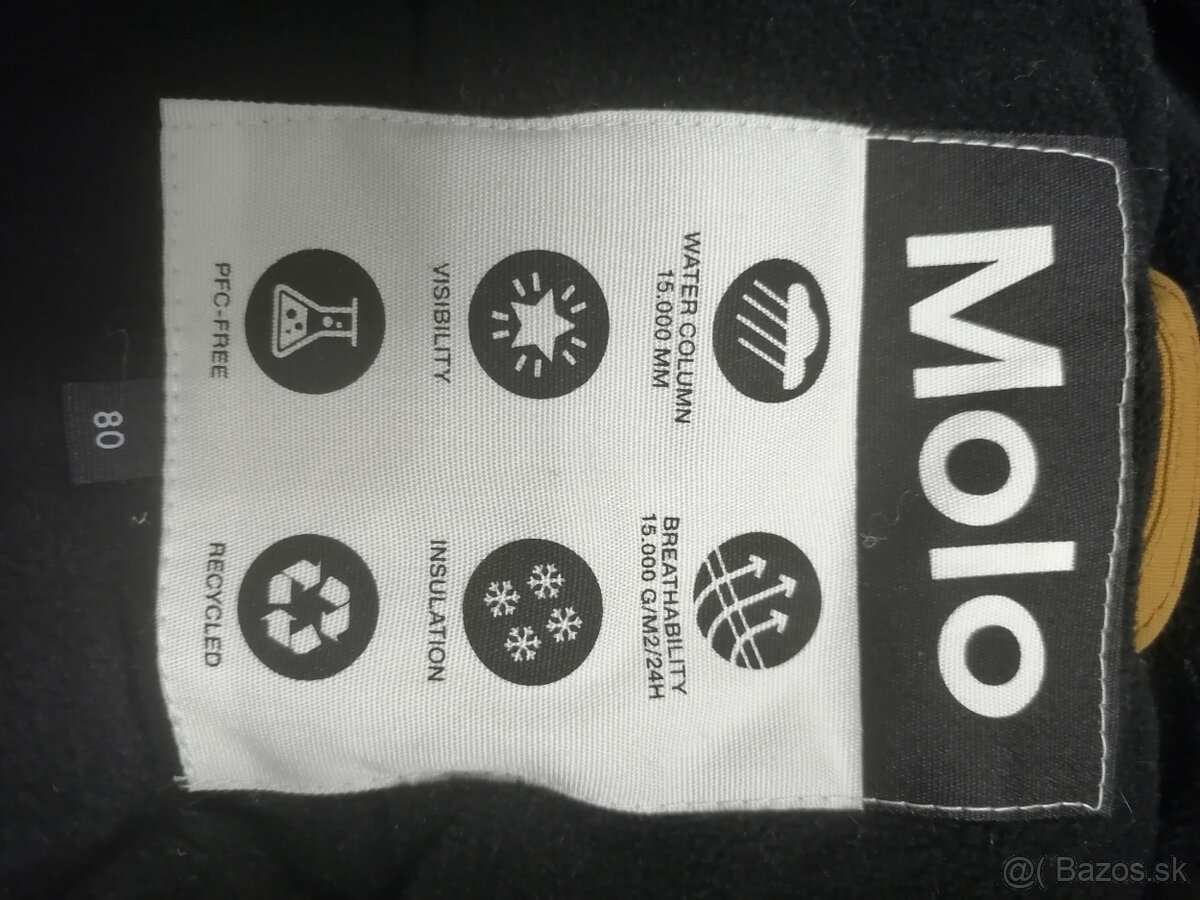 Molo
WATER COLUMN
15.000 MM
BREATHABILITY
15.000 G/M2/24H
VISIBILITY
INSULATION
PFC-FREE
RECYCLED
80
@( Bazos.sk